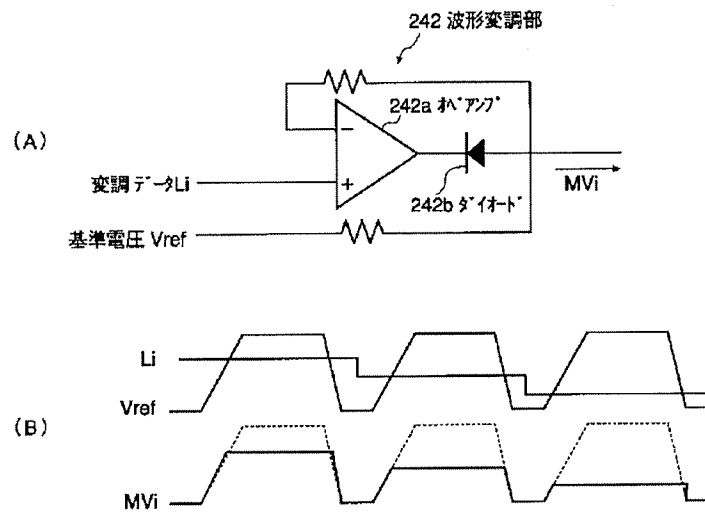 242 波形変調部
242a オペアンプ
(A)
変調 データLi
242b ダイオード
MVi
基準電圧 Vref
Li
Vref
(B)
MVi